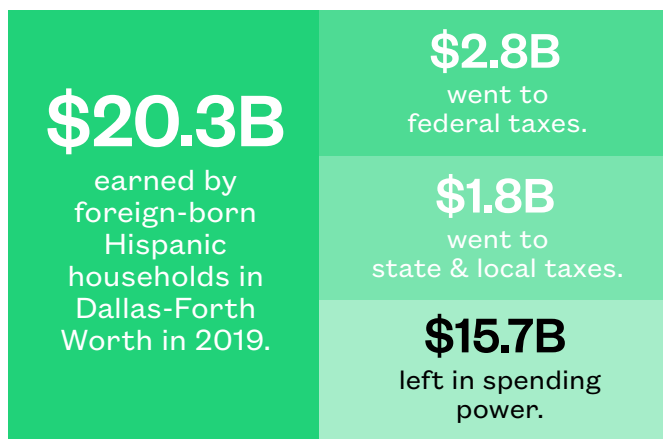 $20.3B
earned by
foreign-born
Hispanic
households in
Dallas-Forth
Worth in 2019.
$2.8B
went to
federal taxes.
$1.8B
went to
state & local taxes.
$15.7B
left in spending
power.